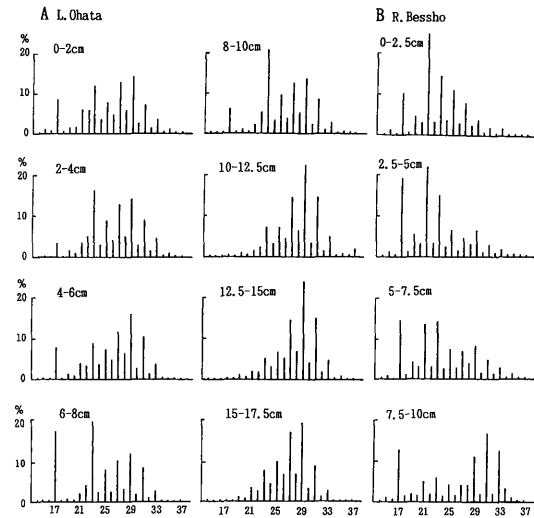 A L.Ohata
B R.Bessho
%
20
10
0
0-2cm
8-10cm
0-2.5cm
%
20
10
0
2-4cm
10-12.5cm
2.5-5cm
%
20
10
0
4-6cm
12.5-15cm
5-7.5cm
%
20
10
0
6-8cm
15-17.5cm
7.5-10cm
17 21 25 29 33 37
17 21 25 29 33 37
17 21 25 29 33 37